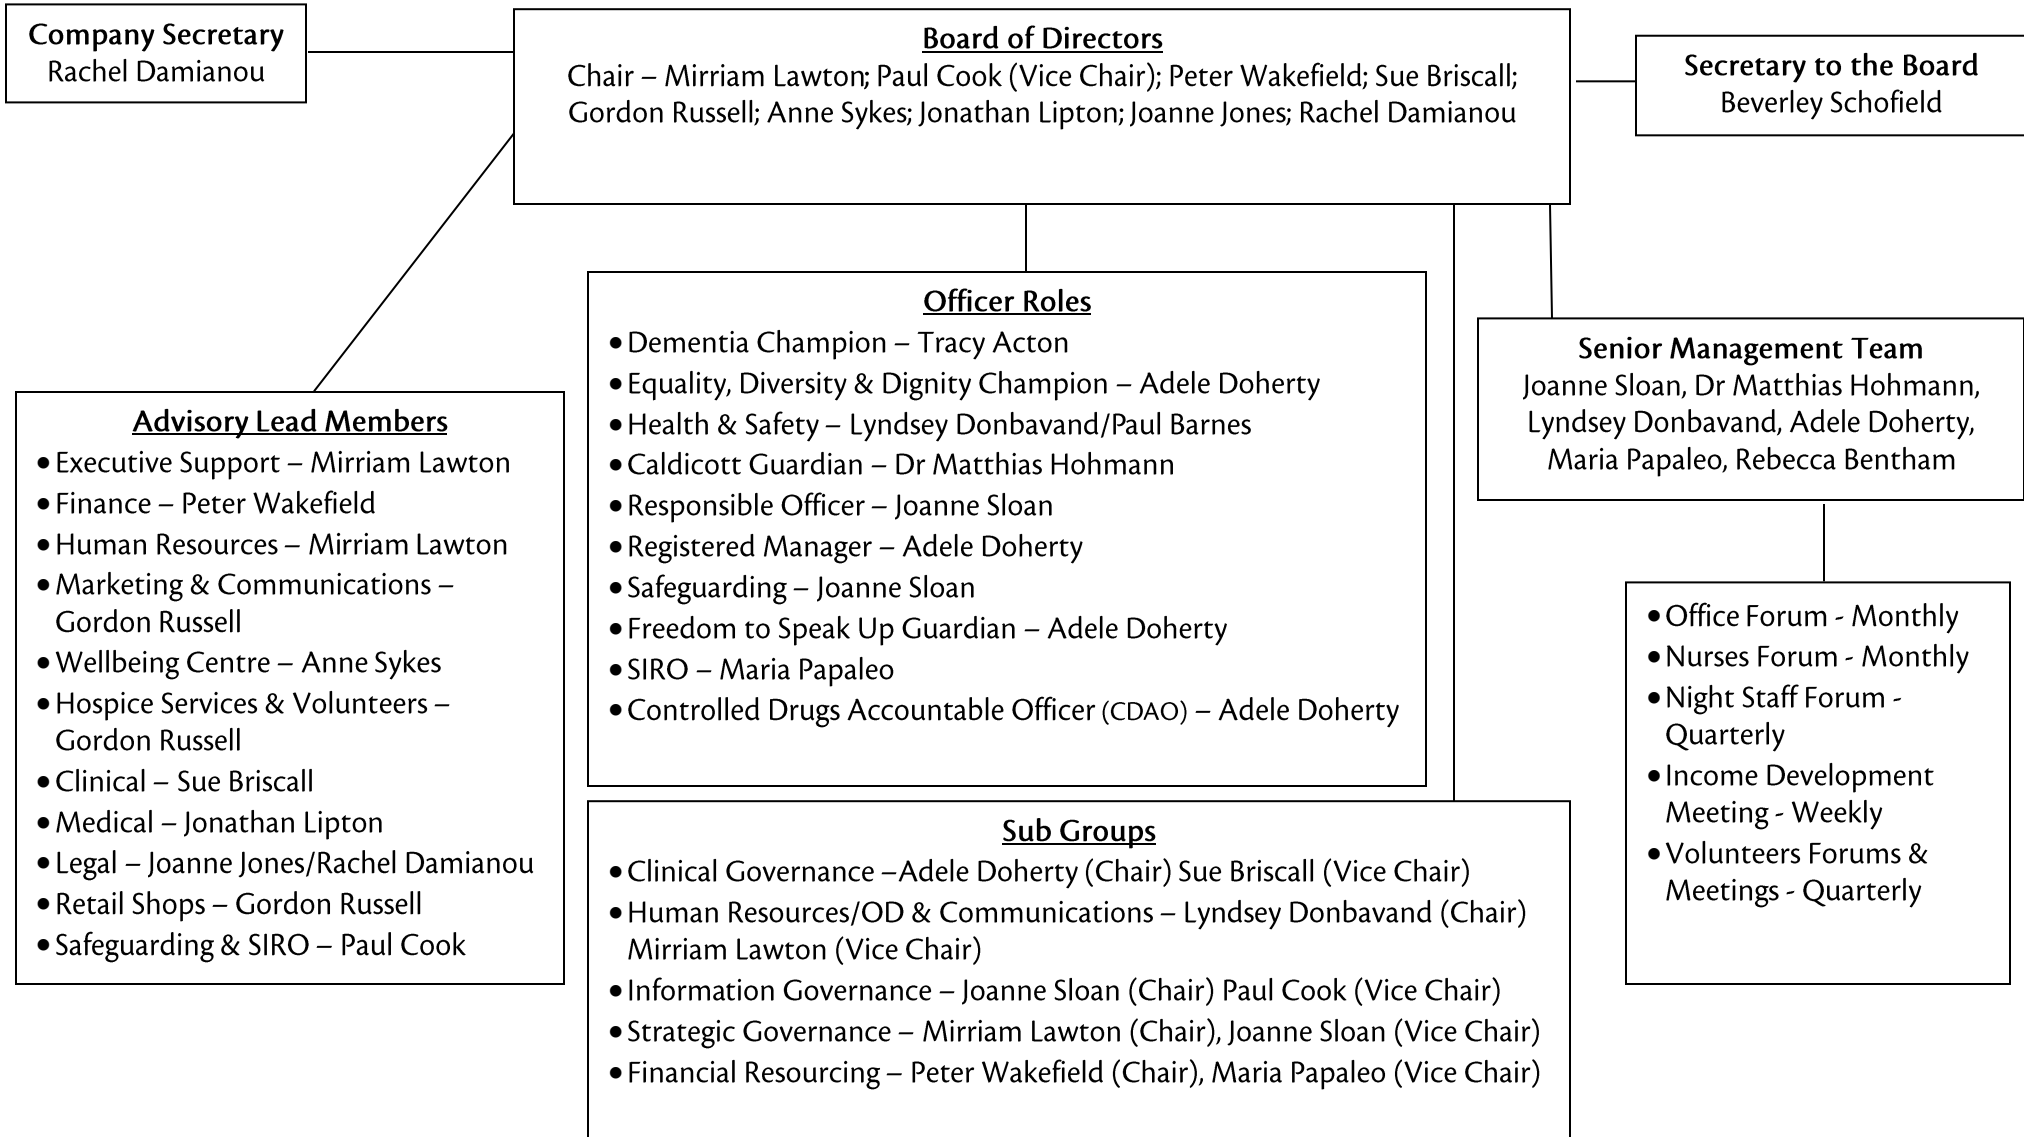 Company Secretary
Rachel Damianou
Board of Directors
Chair – Mirriam Lawton; Paul Cook (Vice Chair); Peter Wakefield; Sue Briscall;
Gordon Russell; Anne Sykes; Jonathan Lipton; Joanne Jones; Rachel Damianou
Secretary to the Board
Beverley Schofield
Advisory Lead Members
• Executive Support – Mirriam Lawton
• Finance – Peter Wakefield
• Human Resources – Mirriam Lawton
• Marketing & Communications –
Gordon Russell
• Wellbeing Centre – Anne Sykes
• Hospice Services & Volunteers –
Gordon Russell
• Clinical – Sue Briscall
• Medical – Jonathan Lipton
• Legal – Joanne Jones/Rachel Damianou
• Retail Shops – Gordon Russell
• Safeguarding & SIRO – Paul Cook
Officer Roles
• Dementia Champion – Tracy Acton
• Equality, Diversity & Dignity Champion – Adele Doherty
• Health & Safety – Lyndsey Donbavand/Paul Barnes
• Caldicott Guardian – Dr Matthias Hohmann
• Responsible Officer – Joanne Sloan
• Registered Manager – Adele Doherty
• Safeguarding – Joanne Sloan
• Freedom to Speak Up Guardian – Adele Doherty
• SIRO – Maria Papaleo
• Controlled Drugs Accountable Officer (CDAO) – Adele Doherty
Sub Groups
• Clinical Governance –Adele Doherty (Chair) Sue Briscall (Vice Chair)
• Human Resources/OD & Communications – Lyndsey Donbavand (Chair)
Mirriam Lawton (Vice Chair)
• Information Governance – Joanne Sloan (Chair) Paul Cook (Vice Chair)
• Strategic Governance – Mirriam Lawton (Chair), Joanne Sloan (Vice Chair)
• Financial Resourcing – Peter Wakefield (Chair), Maria Papaleo (Vice Chair)
Senior Management Team
Joanne Sloan, Dr Matthias Hohmann,
Lyndsey Donbavand, Adele Doherty,
Maria Papaleo, Rebecca Bentham
• Office Forum - Monthly
• Nurses Forum - Monthly
• Night Staff Forum -
Quarterly
• Income Development
Meeting - Weekly
• Volunteers Forums &
Meetings - Quarterly